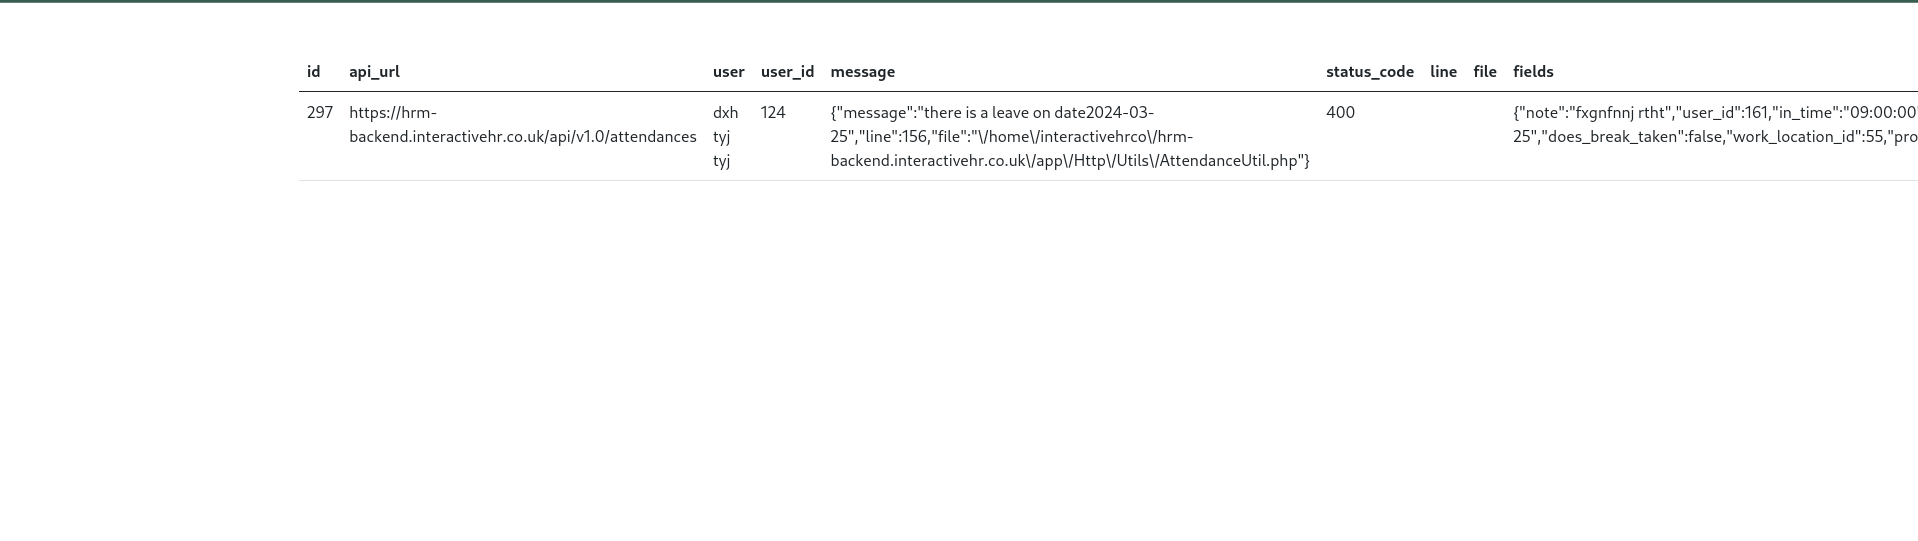 id api_url user user_id message status_code line file fields
297 https://hrm- dxh 124 {"message":"there is a leave on date2024-03- 400 {"note":"fxgnfnnj rtht","user_id":161,"in_time":"09:00:00"
backend.interactivehr.co.uk/api/v1.0/attendances tyj 25","line":156,"file":"\/home\/interactivehrco\/hrm- 25","does_break_taken":false,"work_location_id":55,"pro
tyj backend.interactivehr.co.uk\/app\/Http\/Utils\/AttendanceUtil.php"}